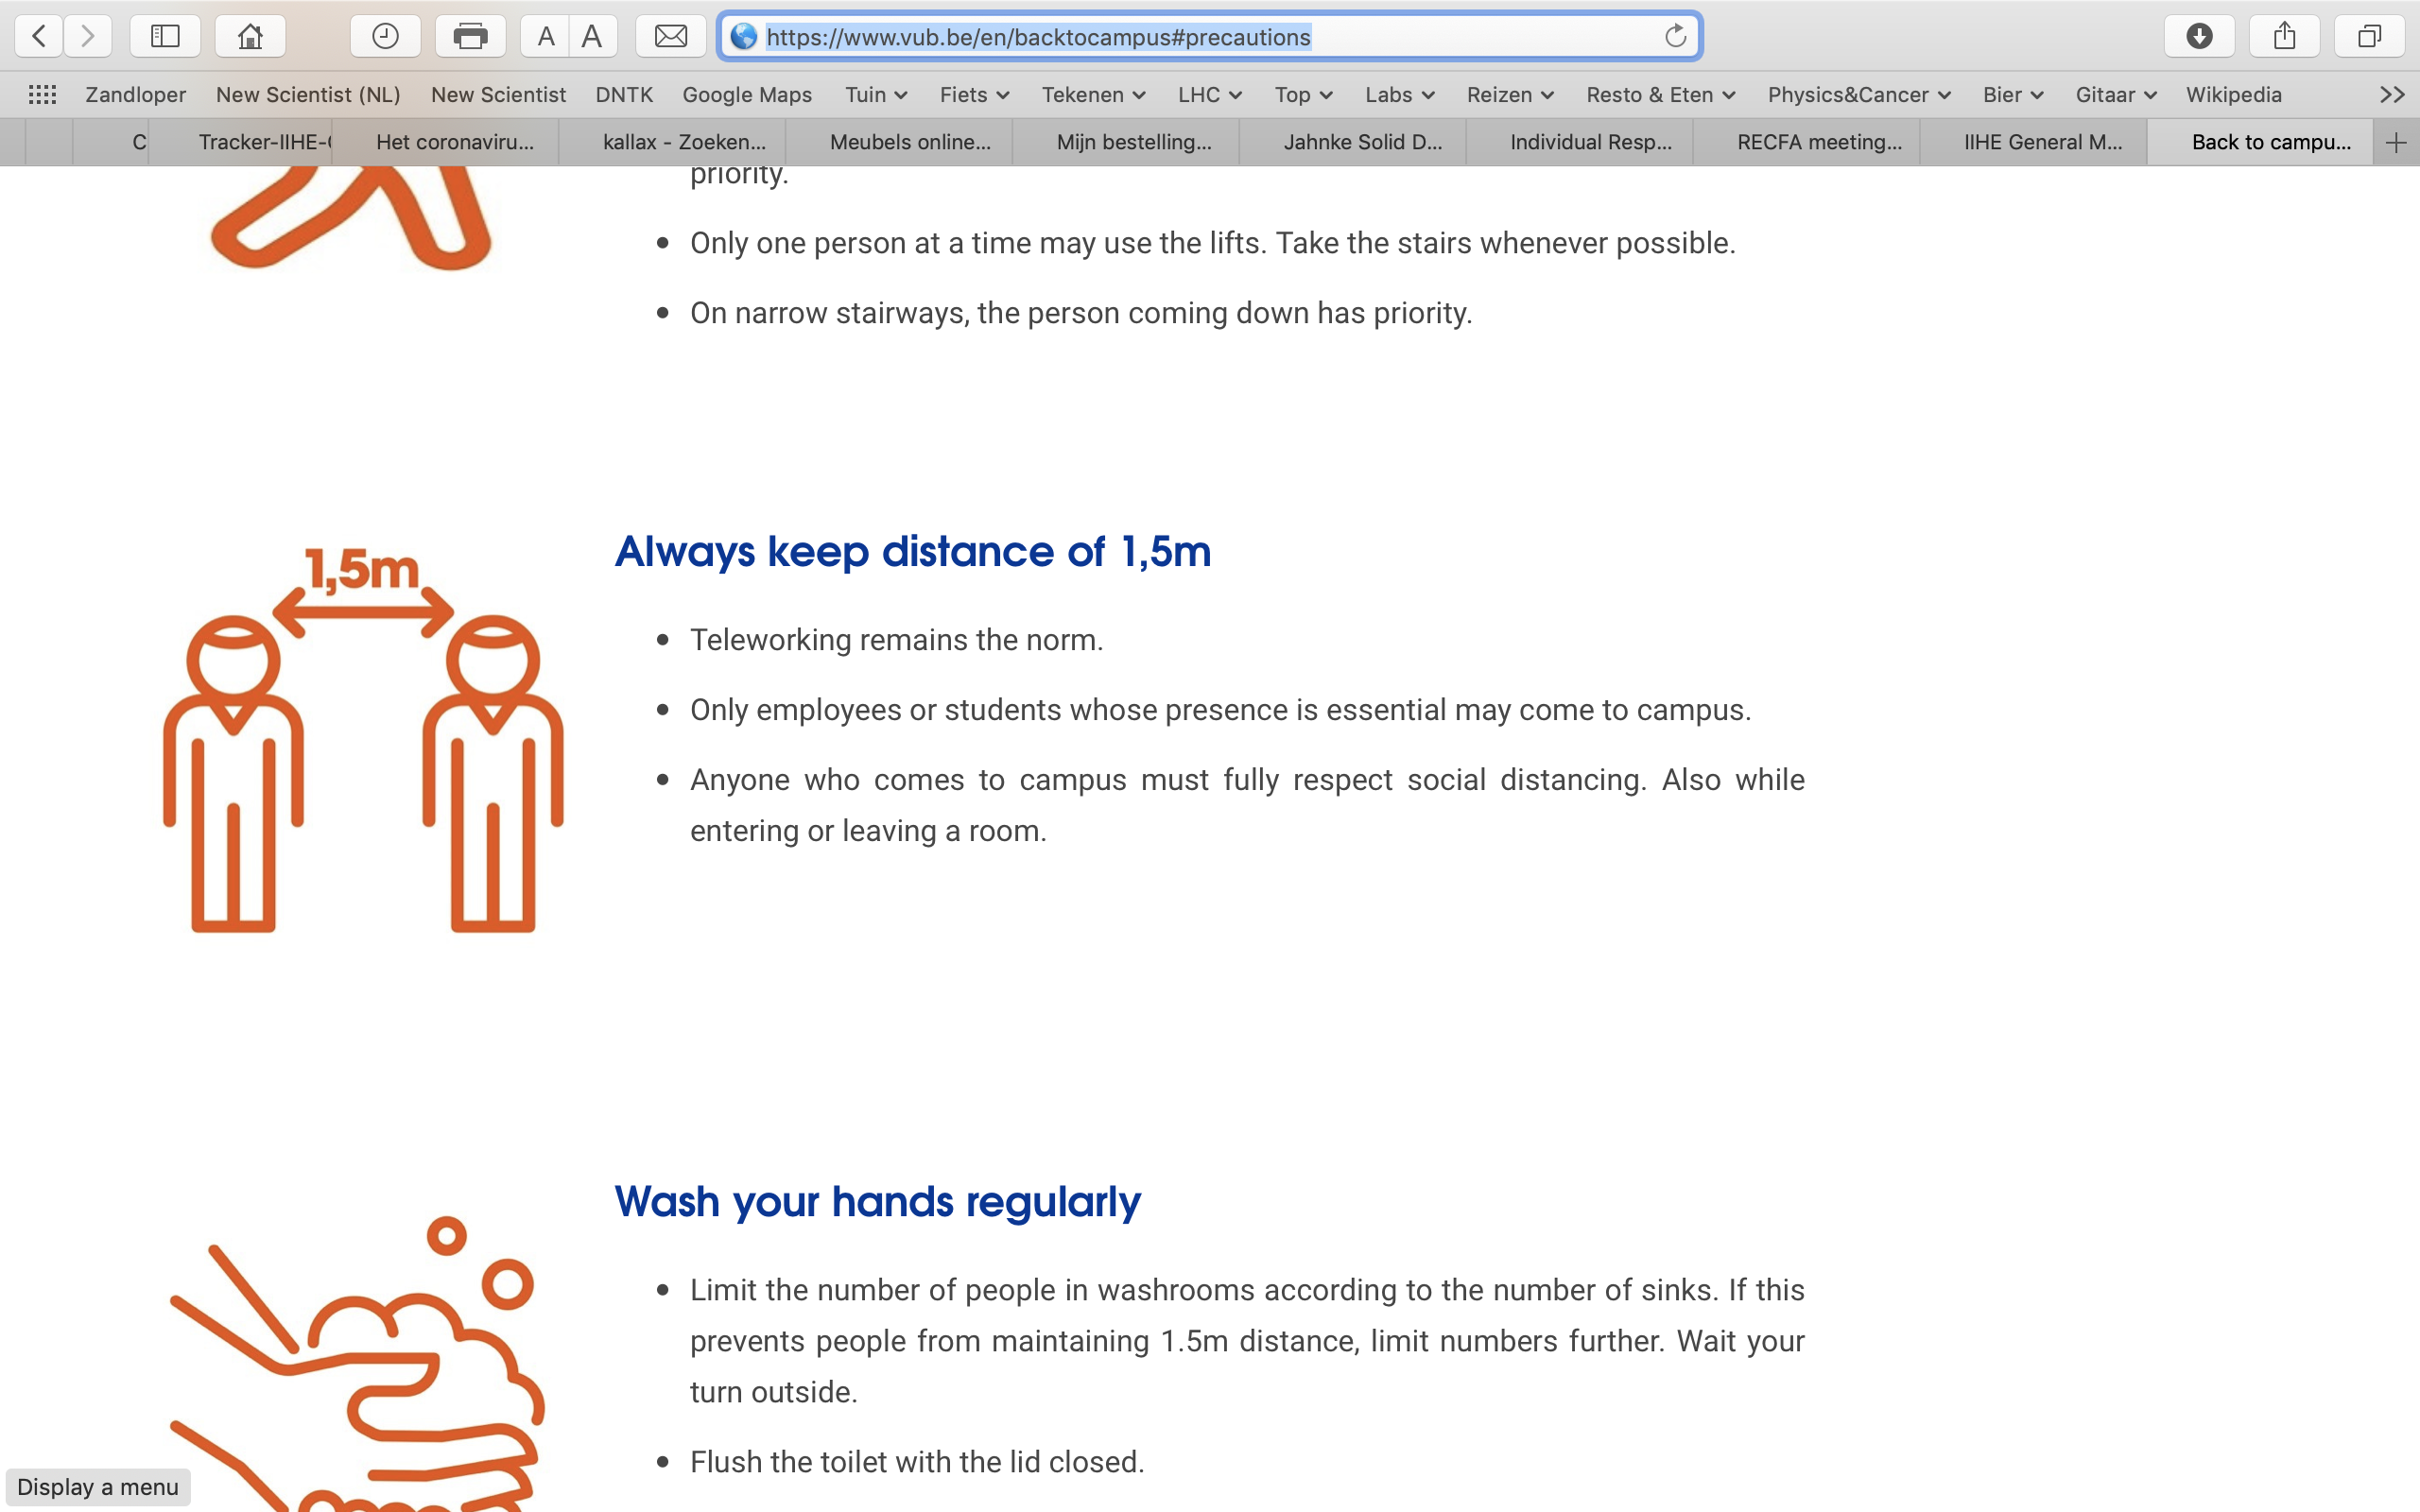 A A https://www.vub.be/en/backtocampus#precautions
Zandloper New Scientist (NL) New Scientist DNTK Google Maps Tuin Fiets Tekenen LHC Top Labs Reizen Resto & Eten Physics&Cancer Bier Gitaar Wikipedia
C Tracker-IIHE- Het coronaviru... kallax - Zoeken... Meubels online... Mijn bestelling... Jahnke Solid D... Individual Resp... RECFA meeting... IIHE General M... Back to campu...
priority.
Only one person at a time may use the lifts. Take the stairs whenever possible.
On narrow stairways, the person coming down has priority.
Always keep distance of 1,5m
1,5m
Teleworking remains the norm.
Only employees or students whose presence is essential may come to campus.
Anyone who comes to campus must fully respect social distancing. Also while
entering or leaving a room.
Wash your hands regularly
Limit the number of people in washrooms according to the number of sinks. If this
prevents people from maintaining 1.5m distance, limit numbers further. Wait your
turn outside.
Flush the toilet with the lid closed.
Display a menu